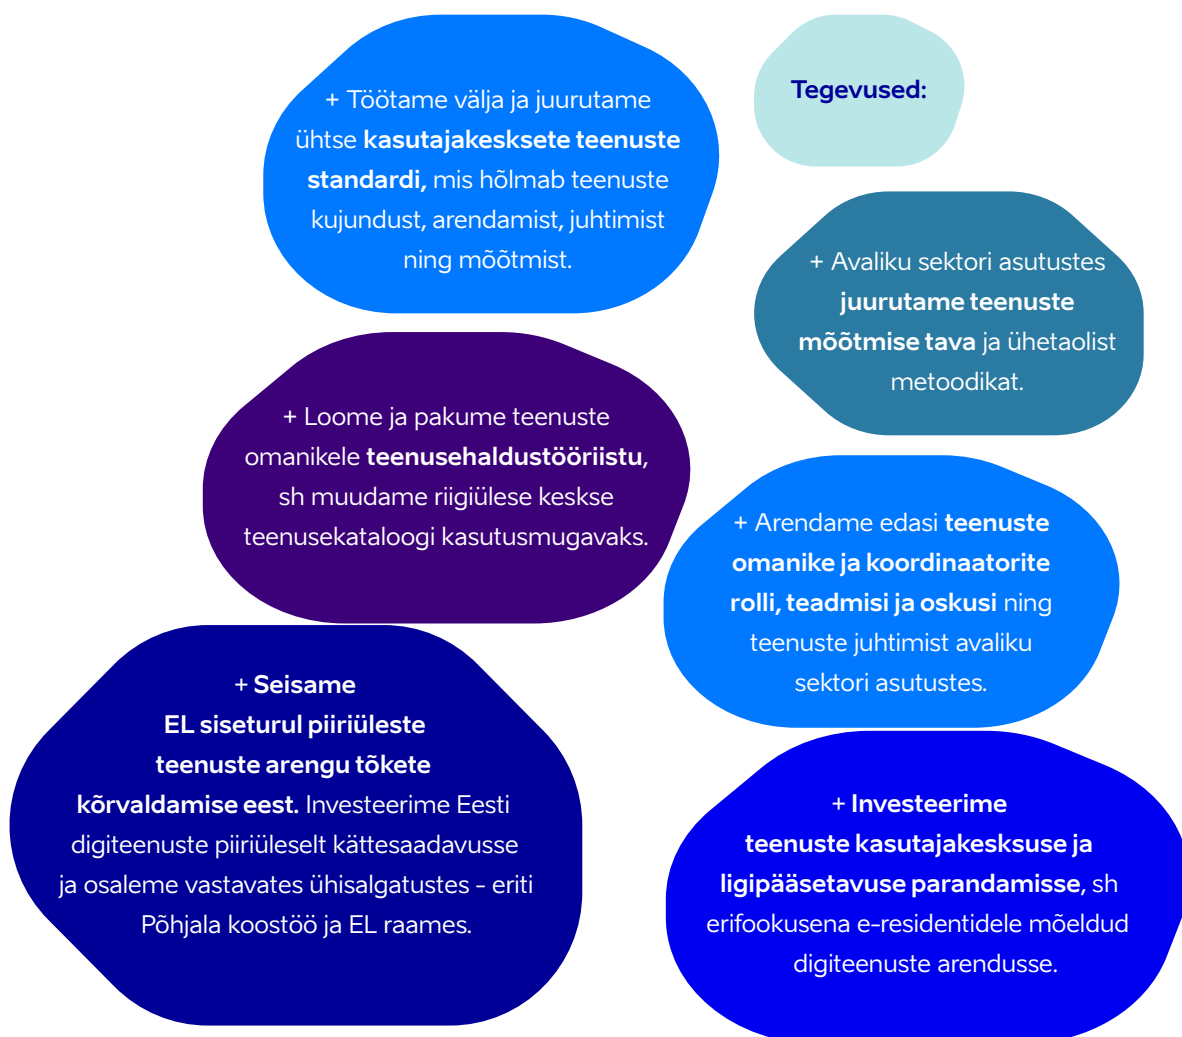 Tegevused:
+ Töötame välja ja juurutame
ühtse kasutajakesksete teenuste
standardi, mis hõlmab teenuste
kujundust, arendamist, juhtimist
ning mõõtmist.
+ Avaliku sektori asutustes
juurutame teenuste
mõõtmise tava ja ühetaolist
metoodikat.
+ Loome ja pakume teenuste
omanikele teenusehaldustööriistu,
sh muudame riigiülese keskse
teenusekataloogi kasutusmugavaks.
+ Arendame edasi teenuste
omanike ja koordinaatorite
rolli, teadmisi ja oskusi ning
teenuste juhtimist avaliku
sektori asutustes.
+ Seisame
EL siseturul piiriüleste
teenuste arengu tõkete
kõrvaldamise eest. Investeerime Eesti
digiteenuste piiriüleselt kättesaadavusse
ja osaleme vastavates ühisalgatustes - eriti
Põhjala koostöö ja EL raames.
+ Investeerime
teenuste kasutajakesksuse ja
ligipääsetavuse parandamisse, sh
erifookusena e-residentidele mõeldud
digiteenuste arendusse.